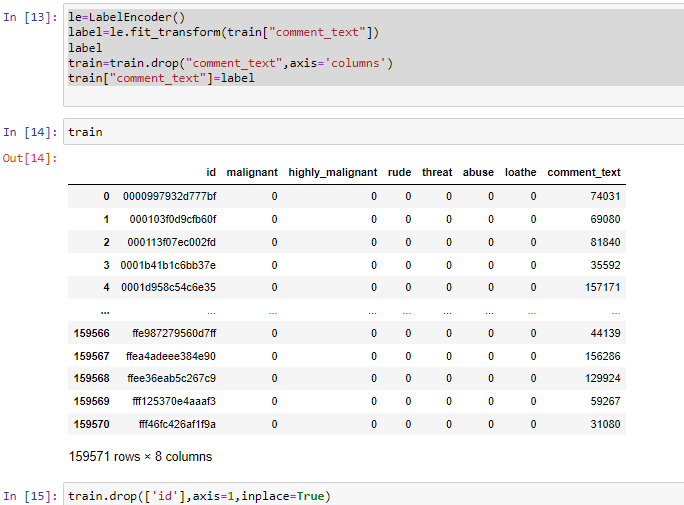 In [13]: le=LabelEncoder()
label=le.fit_transform(train["comment_text"])
label
train=train.drop("comment_text",axis='columns')
train["comment_text"]=label
In [14]: train
Out[14]:
id malignant highly_malignant rude threat abuse loathe comment_text
0 0000997932d777bf 0 0 0 0 0 0 74031
1 000103f0d9cfb60f 0 0 0 0 0 0 69080
2 000113f07ec002fd 0 0 0 0 0 0 81840
3 0001b41b1c6bb37e 0 0 0 0 0 0 35592
4 0001d958c54c6e35 0 0 0 0 0 0 157171
... ... ... ... ... ... ... ... ...
159566 ffe987279560d7ff 0 0 0 0 0 0 44139
159567 ffea4adeee384e90 0 0 0 0 0 0 156286
159568 ffee36eab5c267c9 0 0 0 0 0 0 129924
159569 fff125370e4aaaf3 0 0 0 0 0 0 59267
159570 fff46fc426af1f9a 0 0 0 0 0 0 31080
159571 rows × 8 columns
In [15]: train.drop(['id'],axis=1,inplace=True)